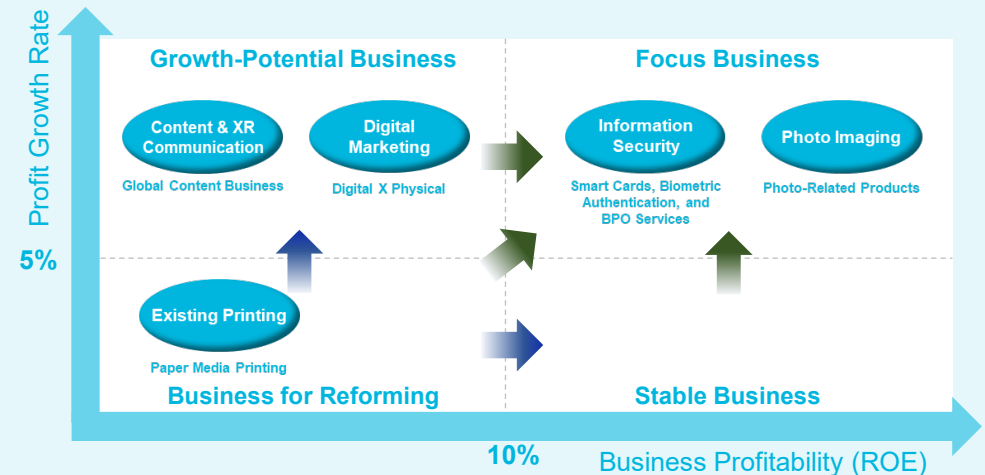 Profit Growth Rate
Growth-Potential Business
Focus Business
Content & XR
Communication
Digital
Marketing
Information
Security
Photo Imaging
Global Content Business
Digital X Physical
Smart Cards, Biometric
Authentication, and
BPO Services
Photo-Related Products
5%
Existing Printing
Paper Media Printing
Business for Reforming
Stable Business
10%
Business Profitability (ROE)